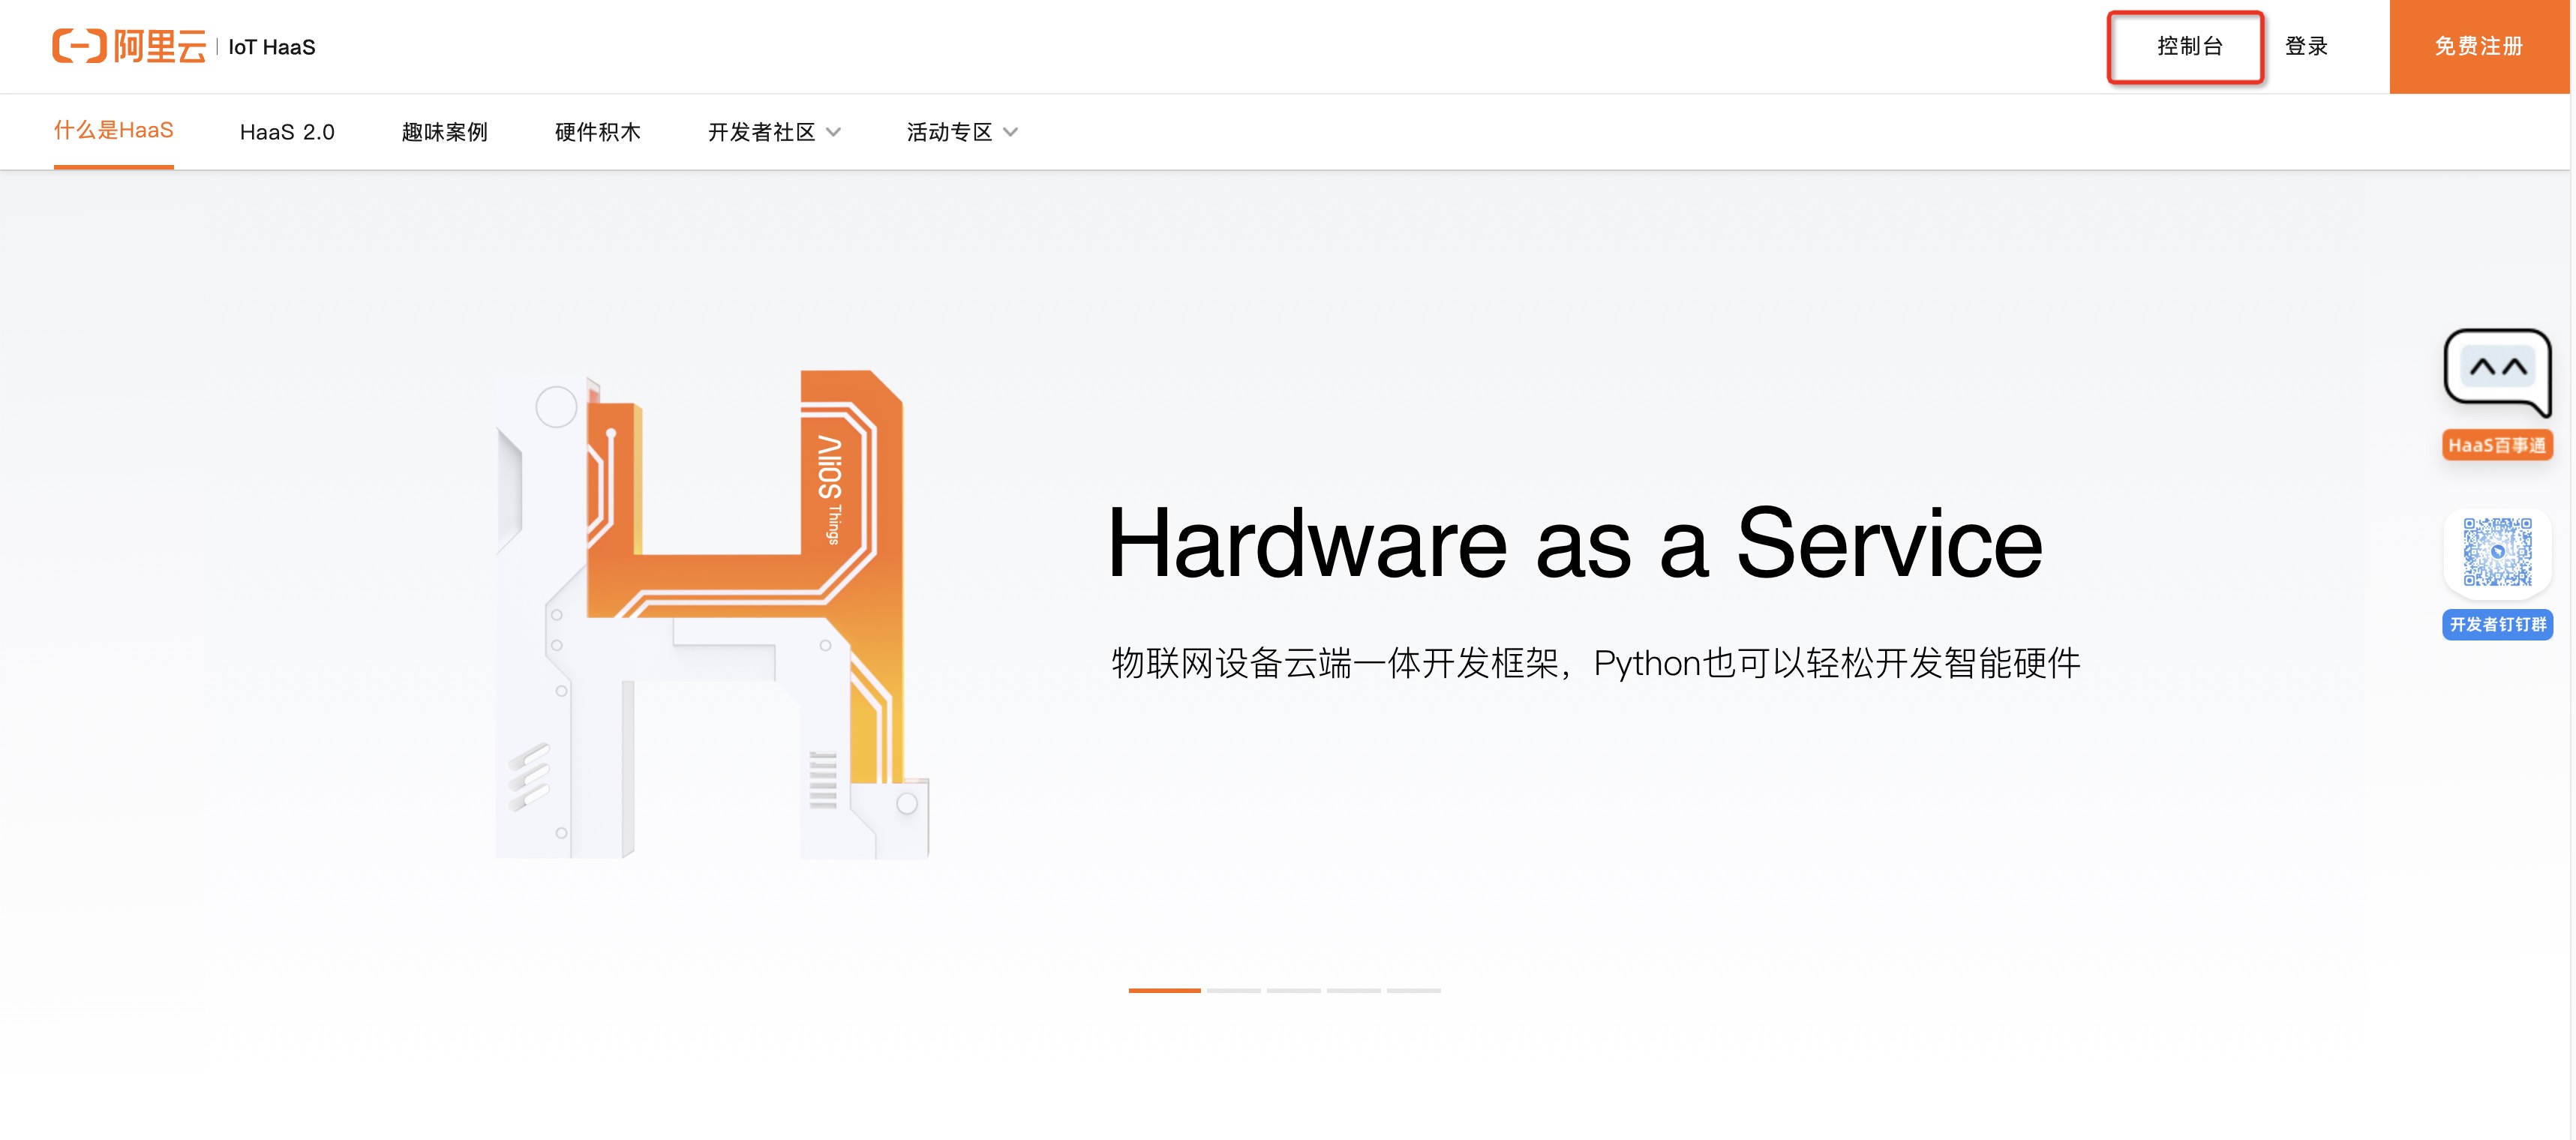 阿里云 | IoT HaaS
控制台
登录
免费注册
什么是HaaS
HaaS 2.0
趣味案例
硬件积木
开发者社区
活动专区
AliOS Things
Hardware as a Service
物联网设备云端一体开发框架，Python也可以轻松开发智能硬件
HaaS百事通
开发者钉钉群